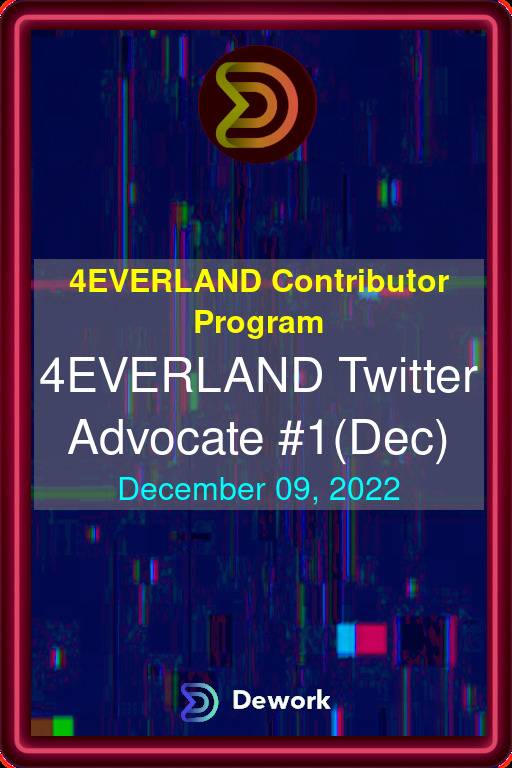 4EVERLAND Contributor
Program
4EVERLAND Twitter
Advocate #1(Dec)
December 09, 2022
Dework